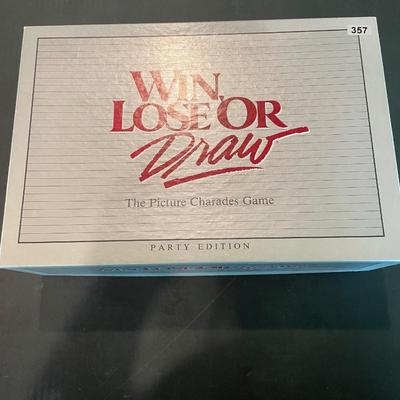 357
WIN,
LOSE OR
Draw
The Picture Charades Game
PARTY EDITION